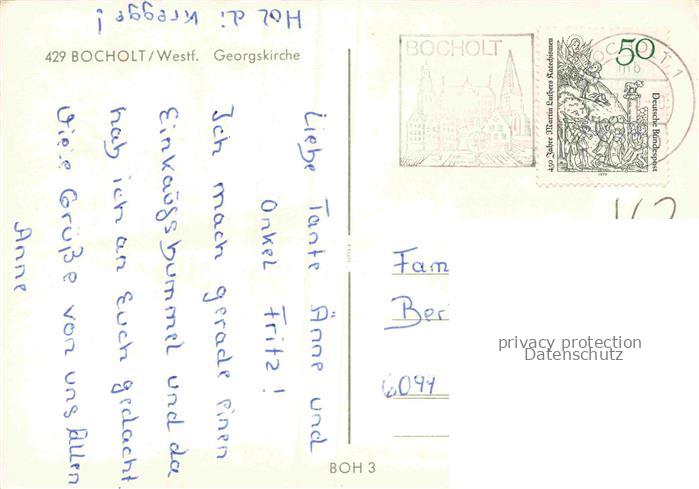 429 BOCHOLT/Westf. Georgskirche
Liebe Tante Änne und
Onkel Fritz!
Ich mach gerade einen
Einkaufsbummel und da
hab ich an Euch gedacht
Viele Grüße von uns Allen
Anne
Hol di
BOCHOLT
50
450 Jahre Martin Luthers Katechismen
Deutsche Bundespost
1979
Fam
Ber
privacy protection
Datenschutz
BOH 3